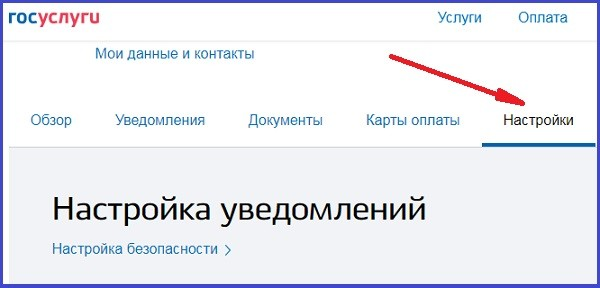 госуслуги Услуги Оплата
Мои данные и контакты
Обзор Уведомления Документы Карты оплаты Настройки
Настройка уведомлений
Настройка безопасности >